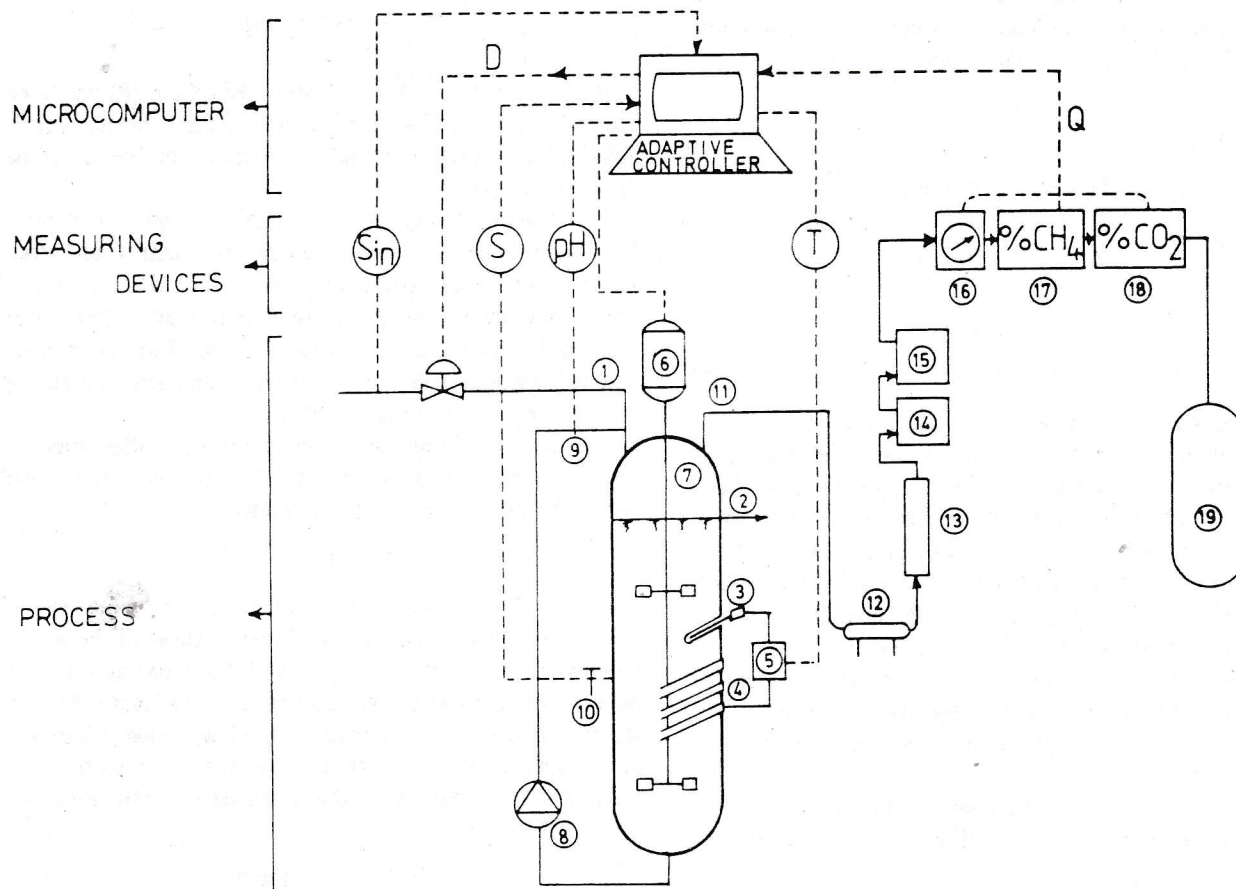 D
MICROCOMPUTER
ADAPTIVE
CONTROLLER
Q
MEASURING
DEVICES
Sin
S
pH
T
%CH4
%CO2
16
17
18
15
14
13
19
1
6
11
9
7
2
3
12
5
4
10
8
PROCESS